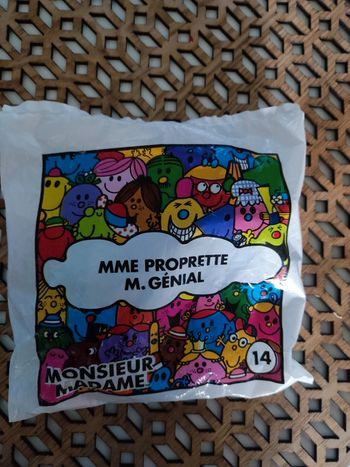 MME PROPRETTE
M. GÉNIAL
MONSIEUR
MADAME
14